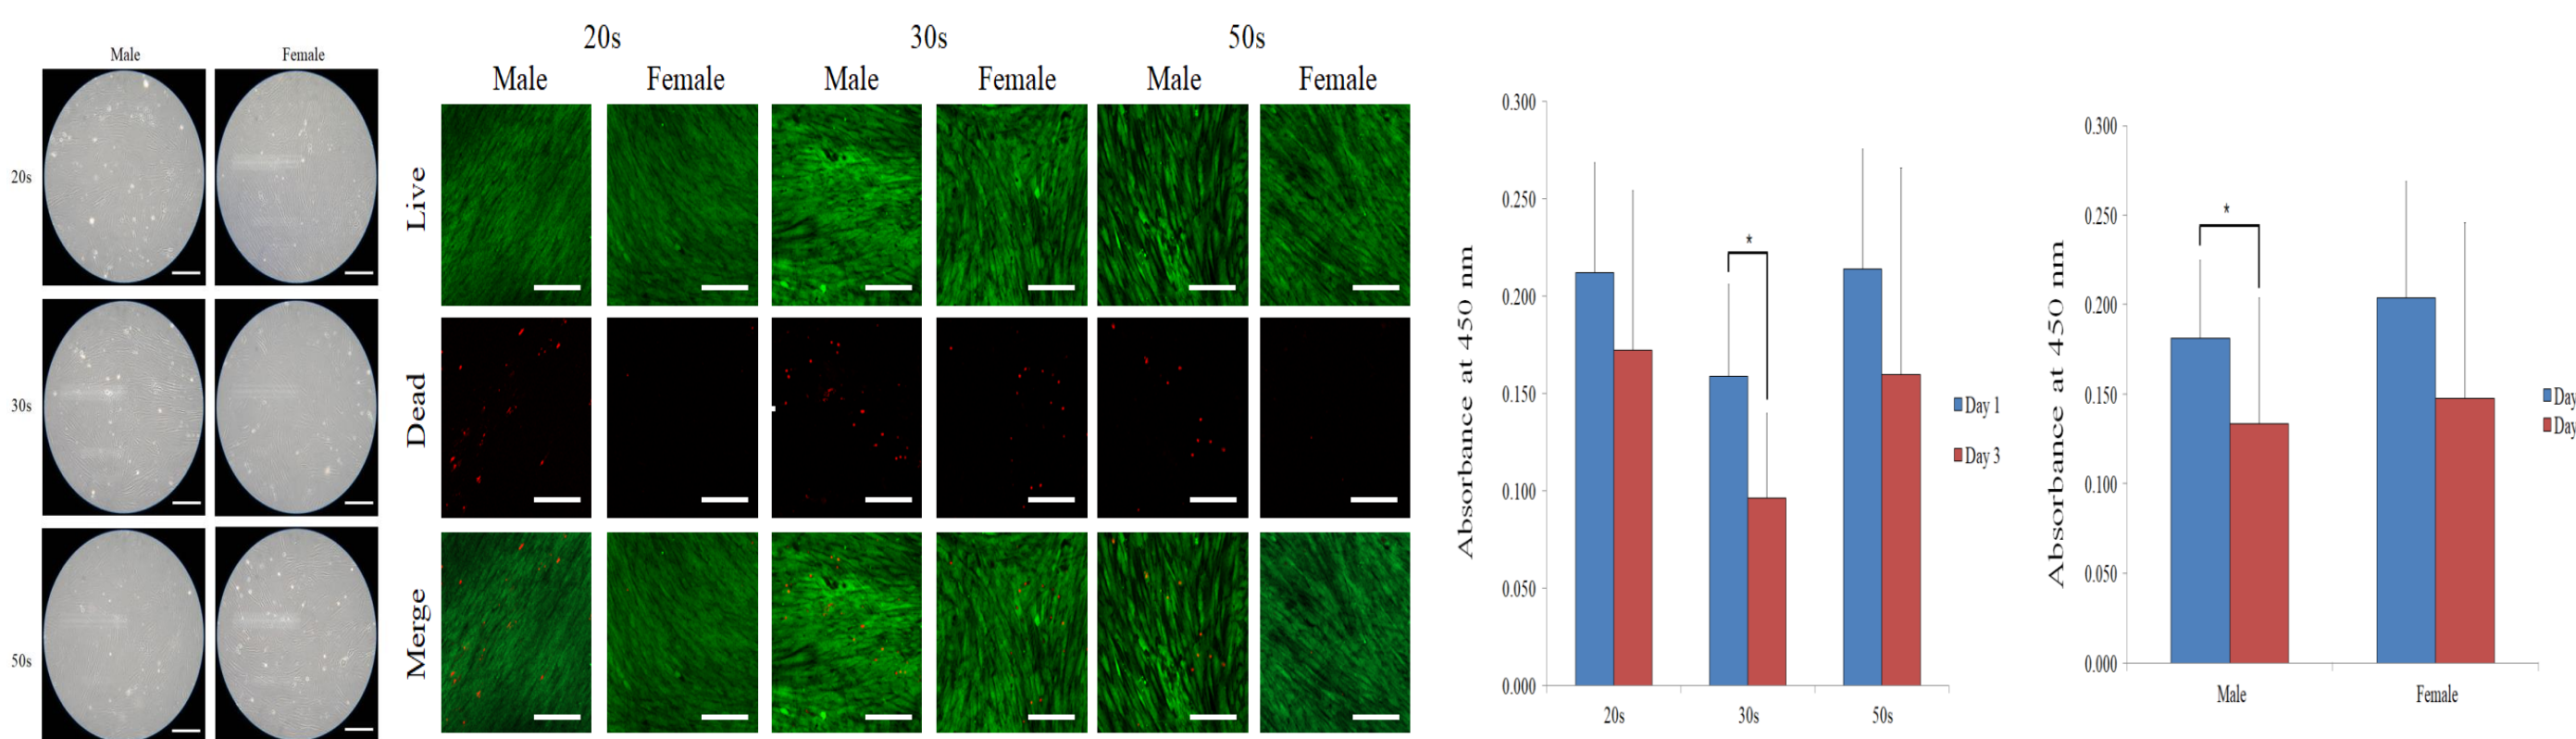 Male Female
20s
30s
50s
20s 30s 50s
Male Female Male Female Male Female
Live
Dead
Merge
Absorbance at 450 nm
0.300
0.250
0.200
0.150
0.100
0.050
0.000
*
20s 30s 50s
Day 1
Day 3
Absorbance at 450 nm
0.300
0.250
0.200
0.150
0.100
0.050
0.000
*
Male Female
Day
Day